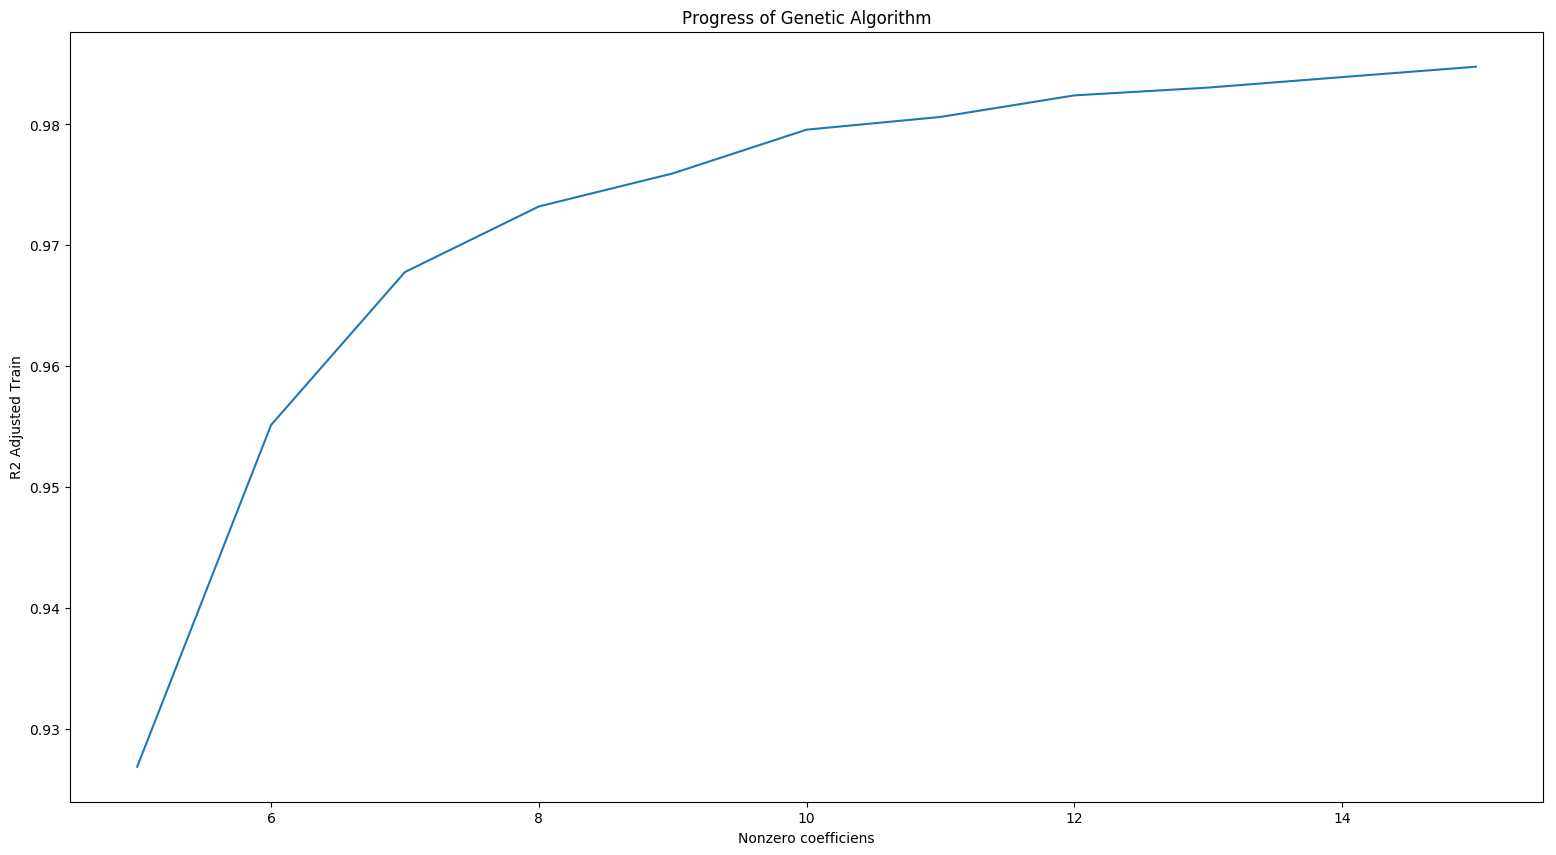 Progress of Genetic Algorithm
R2 Adjusted Train
0.98
0.97
0.96
0.95
0.94
0.93
6 8 10 12 14
Nonzero coefficiens